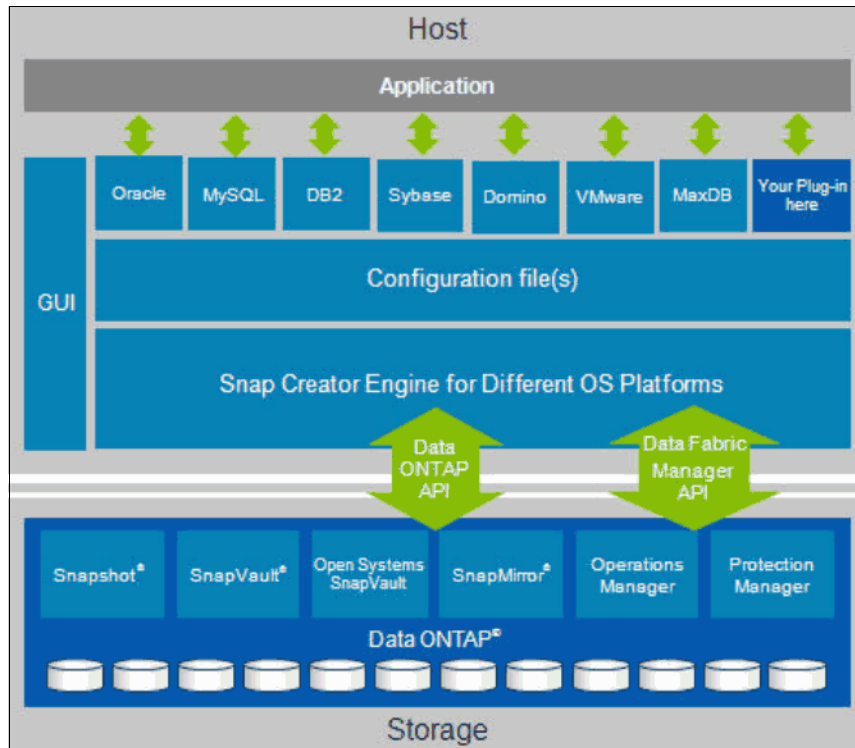 Host
Application
Oracle
MySQL
DB2
Sybase
Domino
VMware
MaxDB
Your Plug-in
here
GUI
Configuration file(s)
Snap Creator Engine for Different OS Platforms
Data
ONTAP
API
Data Fabric
Manager
API
Snapshot®
SnapVault®
Open Systems
SnapVault
SnapMirror®
Operations
Manager
Protection
Manager
Data ONTAP®
Storage